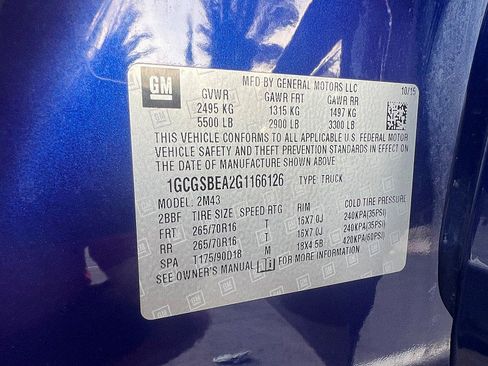 GM
MFD BY GENERAL MOTORS LLC
10/15
GVWR GAWR FRT GAWR RR
2495 KG 1315 KG 1497 KG
5500 LB 2900 LB 3300 LB
THIS VEHICLE CONFORMS TO ALL APPLICABLE U.S. FEDERAL MOTOR
VEHICLE SAFETY AND THEFT PREVENTION STANDARDS IN EFFECT ON
THE DATE OF MANUFACTURE SHOWN ABOVE.
1GCGSBEA2G1166126 TYPE: TRUCK
MODEL: 2M43
2BBF TIRE SIZE SPEED RTG RIM COLD TIRE PRESSURE
FRT 265/70R16 T 16X7.0J 240KPA(35PSI)
RR 265/70R16 T 16X7.0J 240KPA(35PSI)
SPA T175/90D18 M 18X4.5B 420KPA(60PSI)
SEE OWNER'S MANUAL FOR MORE INFORMATION